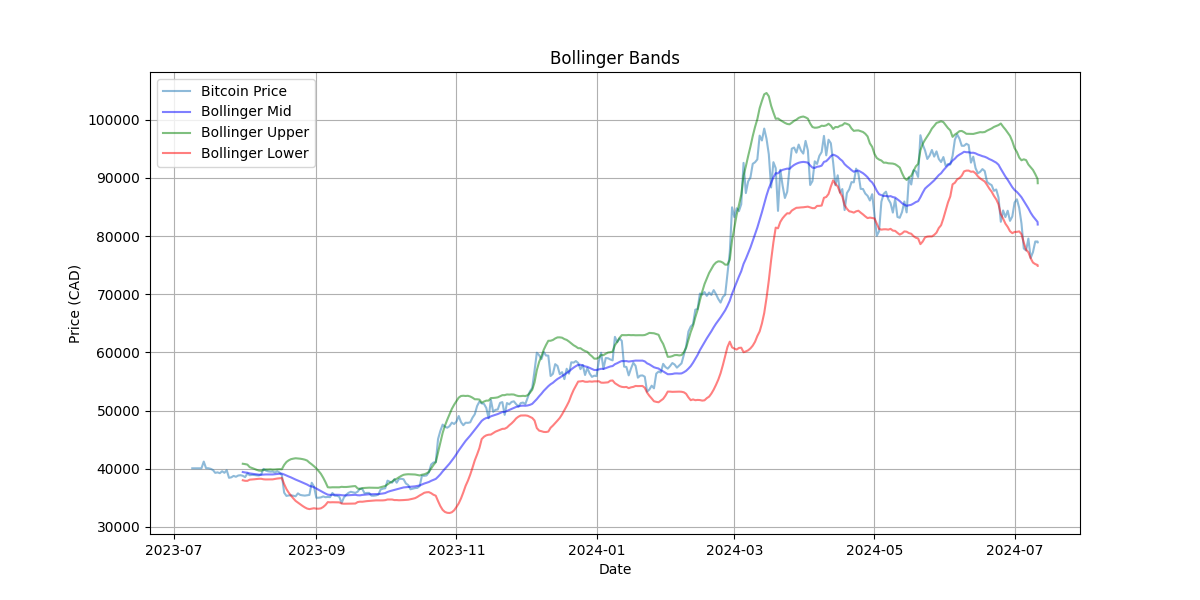 Bollinger Bands
Bitcoin Price
Bollinger Mid
Bollinger Upper
Bollinger Lower
100000
90000
80000
70000
60000
50000
40000
30000
Price (CAD)
2023-07 2023-09 2023-11 2024-01 2024-03 2024-05 2024-07
Date